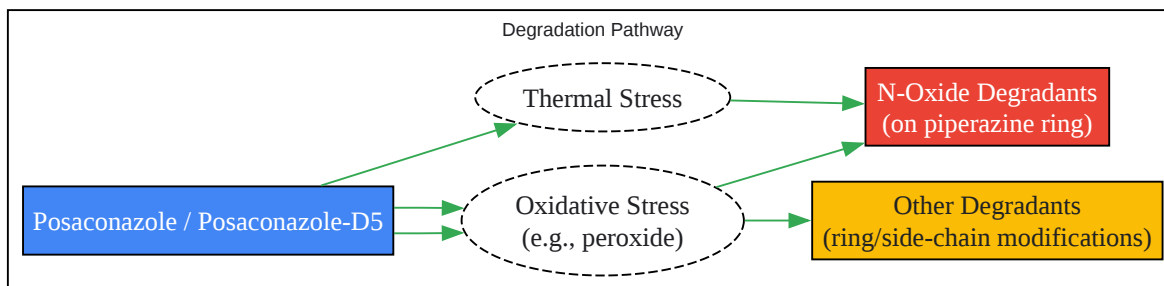 Degradation Pathway
Thermal Stress
N-Oxide Degradants
(on piperazine ring)
Posaconazole / Posaconazole-D5
Oxidative Stress
(e.g., peroxide)
Other Degradants
(ring/side-chain modifications)